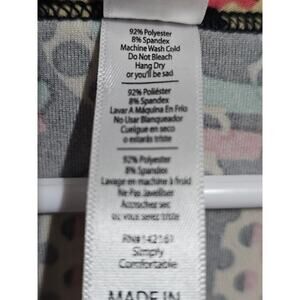 92% Polyester
8% Spandex
Machine Wash Cold
Do Not Bleach
Hang Dry
or you'll be sad
92% Poliéster
8% Spandex
Lavar A Máquina En Frío
No Usar Blanqueador
Cuelgue en seco
o estarás triste
92% Polyester
8% Spandex
Lavage en machine à froid
Ne Pas Javelliser
Accrochez sec
ou vous serez triste
RN#142161
Simply
Comfortable
MADE IN